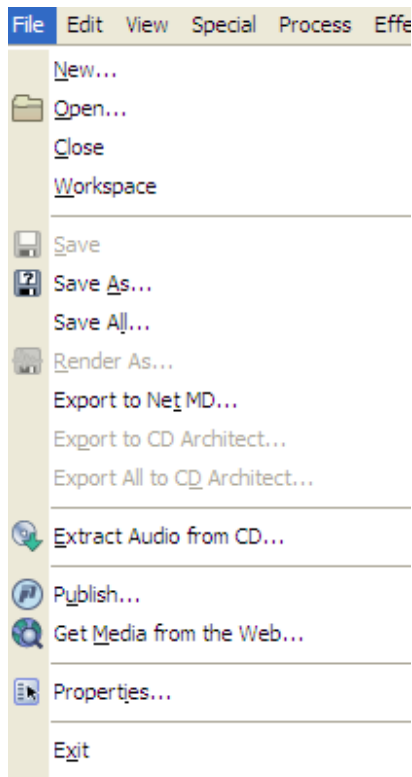 File Edit View Special Process Effe
New...
Open...
Close
Workspace
Save
Save As...
Save All...
Render As...
Export to Net MD...
Export to CD Architect...
Export All to CD Architect...
Extract Audio from CD...
Publish...
Get Media from the Web...
Properties...
Exit